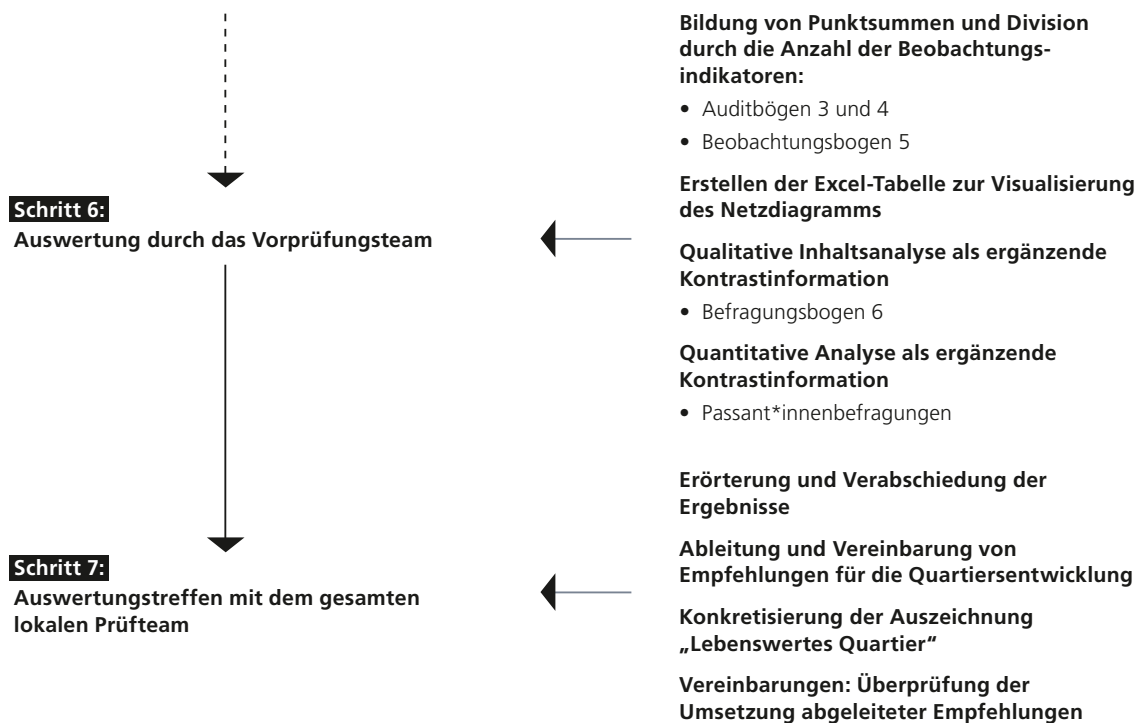 Bildung von Punktsummen und Division
durch die Anzahl der Beobachtungs-
indikatoren:
• Auditbögen 3 und 4
• Beobachtungsbogen 5
Erstellen der Excel-Tabelle zur Visualisierung
des Netzdiagramms
Schritt 6:
Auswertung durch das Vorprüfungsteam
Qualitative Inhaltsanalyse als ergänzende
Kontrastinformation
• Befragungsbogen 6
Quantitative Analyse als ergänzende
Kontrastinformation
• Passant*innenbefragungen
Erörterung und Verabschiedung der
Ergebnisse
Schritt 7:
Auswertungstreffen mit dem gesamten
lokalen Prüfteam
Ableitung und Vereinbarung von
Empfehlungen für die Quartiersentwicklung
Konkretisierung der Auszeichnung
„Lebenswertes Quartier“
Vereinbarungen: Überprüfung der
Umsetzung abgeleiteter Empfehlungen